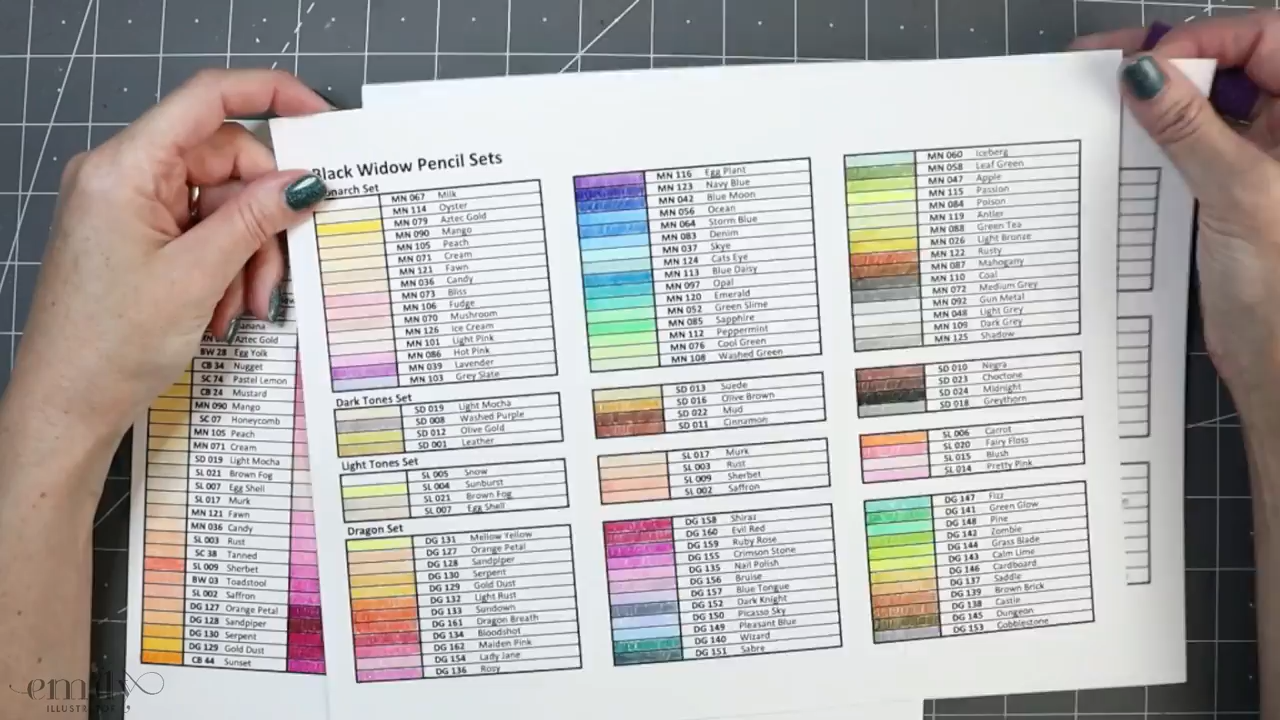 Black Widow Pencil Sets
Monarch Set
MN 067 Milk
MN 114 Oyster
MN 079 Aztec Gold
MN 090 Mango
MN 105 Peach
MN 071 Cream
MN 121 Fawn
MN 036 Candy
MN 073 Bliss
MN 106 Fudge
MN 070 Mushroom
MN 126 Ice Cream
MN 101 Light Pink
MN 086 Hot Pink
MN 039 Lavender
MN 103 Grey Slate
MN 116 Egg Plant
MN 123 Navy Blue
MN 042 Blue Moon
MN 056 Ocean
MN 064 Storm Blue
MN 083 Denim
MN 037 Skye
MN 124 Cats Eye
MN 113 Blue Daisy
MN 097 Opal
MN 120 Emerald
MN 052 Green Slime
MN 085 Sapphire
MN 112 Peppermint
MN 076 Cool Green
MN 108 Washed Green
MN 060 Iceberg
MN 058 Leaf Green
MN 047 Apple
MN 115 Passion
MN 084 Poison
MN 119 Antler
MN 088 Green Tea
MN 026 Light Bronze
MN 122 Rusty
MN 087 Mahogany
MN 110 Coal
MN 072 Medium Grey
MN 092 Gun Metal
MN 048 Light Grey
MN 109 Dark Grey
MN 125 Shadow
Dark Tones Set
SD 019 Light Mocha
SD 008 Washed Purple
SD 012 Olive Gold
SD 001 Leather
SD 013 Suede
SD 016 Olive Brown
SD 022 Mud
SD 011 Cinnamon
SD 010 Negra
SD 023 Choctone
SD 024 Midnight
SD 018 Greythorn
Light Tones Set
SL 005 Snow
SL 004 Sunburst
SL 021 Brown Fog
SL 007 Egg Shell
SL 017 Murk
SL 003 Rust
SL 009 Sherbet
SL 002 Saffron
SL 006 Carrot
SL 020 Fairy Floss
SL 015 Blush
SL 014 Pretty Pink
Dragon Set
DG 131 Mellow Yellow
DG 127 Orange Petal
DG 128 Sandpiper
DG 130 Serpent
DG 129 Gold Dust
DG 132 Light Rust
DG 133 Sundown
DG 161 Dragon Breath
DG 134 Bloodshot
DG 162 Maiden Pink
DG 154 Lady Jane
DG 136 Rosy
DG 158 Shiraz
DG 160 Evil Red
DG 159 Ruby Rose
DG 155 Crimson Stone
DG 135 Nail Polish
DG 156 Bruise
DG 157 Blue Tongue
DG 152 Dark Knight
DG 150 Picasso Sky
DG 149 Pleasant Blue
DG 140 Wizard
DG 151 Sabre
DG 147 Fizz
DG 141 Green Glow
DG 148 Pine
DG 142 Zombie
DG 144 Grass Blade
DG 143 Calm Lime
DG 146 Cardboard
DG 137 Saddle
DG 139 Brown Brick
DG 138 Castle
DG 145 Dungeon
DG 153 Cobblestone
Aztec Gold
BW 28 Egg Yolk
CB 34 Nugget
SC 74 Pastel Lemon
CB 24 Mustard
MN 090 Mango
SC 07 Honeycomb
MN 105 Peach
MN 071 Cream
SD 019 Light Mocha
SL 021 Brown Fog
SL 007 Egg Shell
SL 017 Murk
MN 121 Fawn
MN 036 Candy
SL 003 Rust
SC 38 Tanned
SL 009 Sherbet
BW 03 Toadstool
SL 002 Saffron
DG 127 Orange Petal
DG 128 Sandpiper
DG 130 Serpent
DG 129 Gold Dust
CB 44 Sunset
emily
ILLUSTRATOR